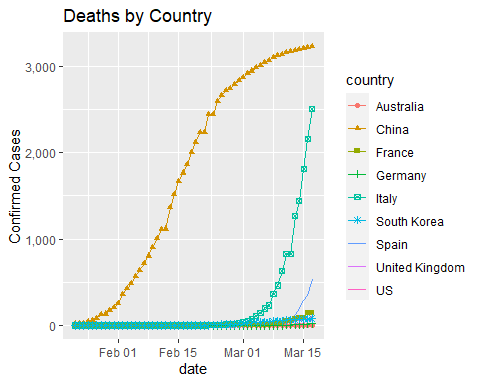 Deaths by Country
Confirmed Cases
3,000
2,000
1,000
0
Feb 01
Feb 15
Mar 01
Mar 15
date
country
Australia
China
France
Germany
Italy
South Korea
Spain
United Kingdom
US